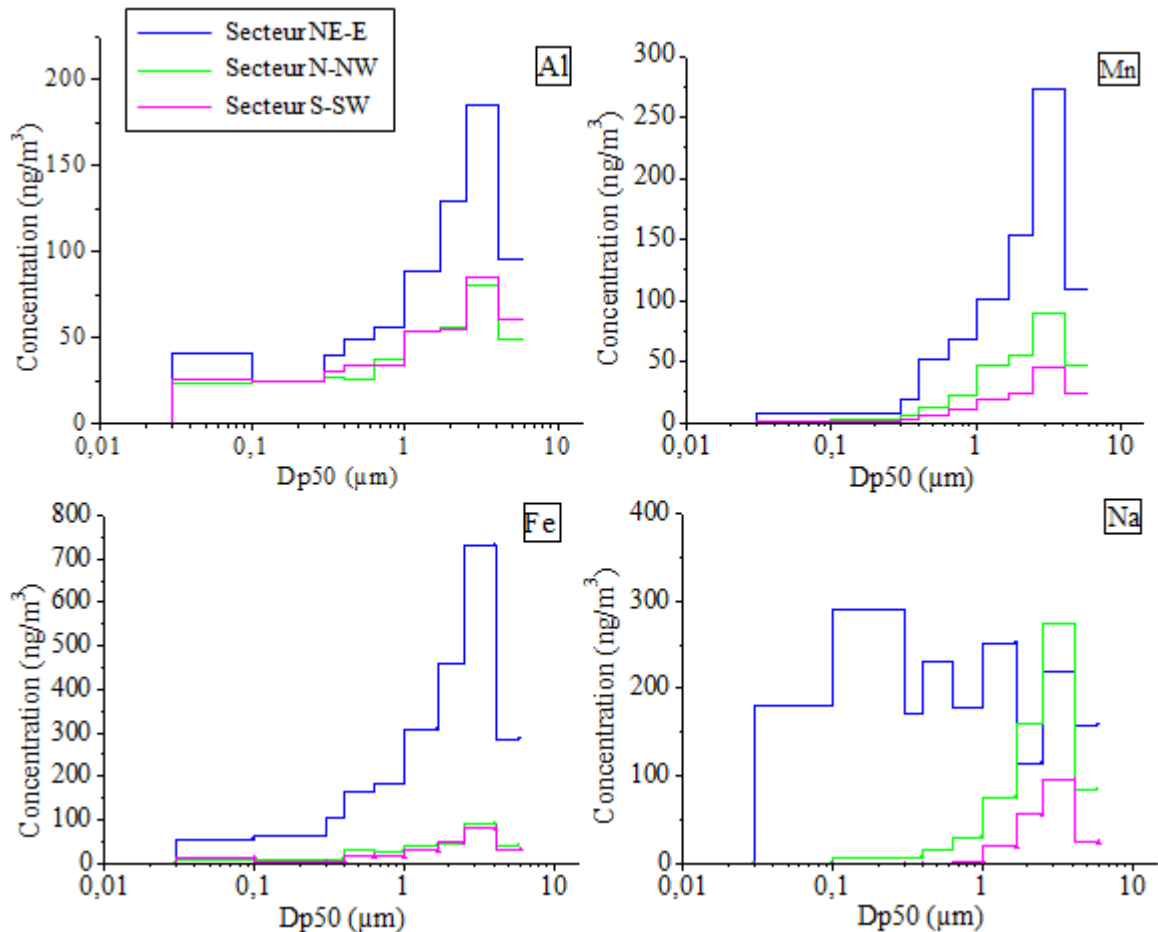 Secteur NE-E
Secteur N-NW
Secteur S-SW
Al
Concentration (ng/m³)
200
150
100
50
0
0,01 0,1 1 10
Dp50 (µm)
Mn
Concentration (ng/m³)
300
250
200
150
100
50
0
0,01 0,1 1 10
Dp50 (µm)
Fe
Concentration (ng/m³)
800
700
600
500
400
300
200
100
0
0,01 0,1 1 10
Dp50 (µm)
Na
Concentration (ng/m³)
400
300
200
100
0
0,01 0,1 1 10
Dp50 (µm)